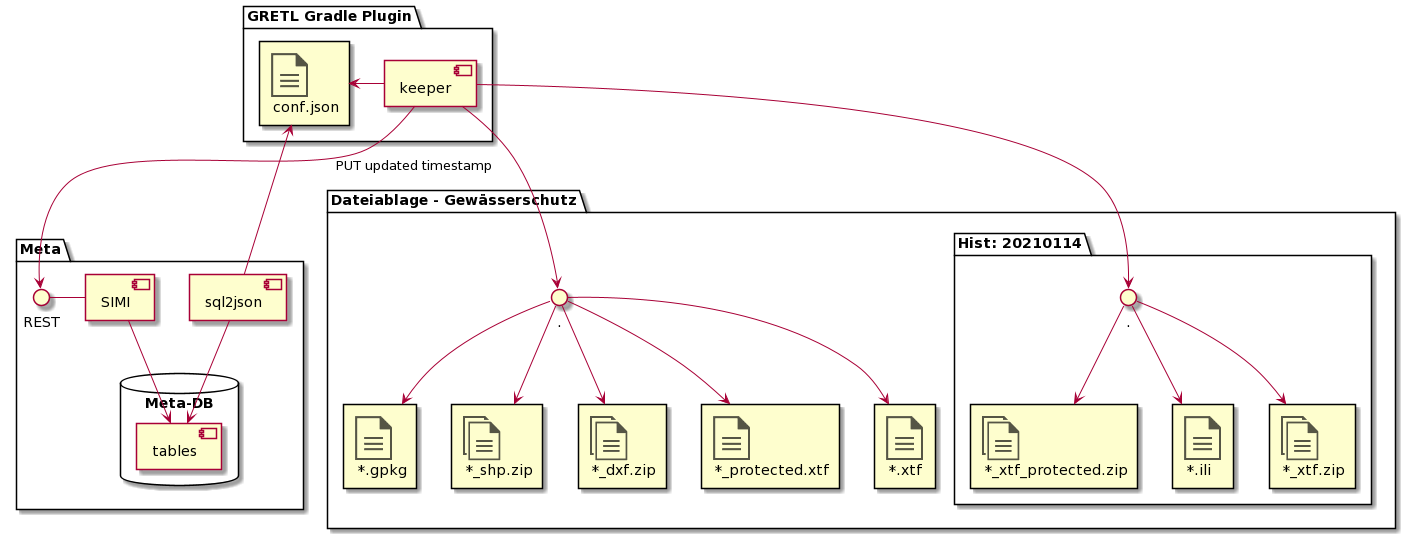 GRETL Gradle Plugin
conf.json
keeper
PUT updated timestamp
Dateiablage - Gewässerschutz
Meta
Hist: 20210114
REST
SIMI
sql2json
.
.
Meta-DB
tables
*.gpkg
*_shp.zip
*_dxf.zip
*_protected.xtf
*.xtf
*_xtf_protected.zip
*.ili
*_xtf.zip